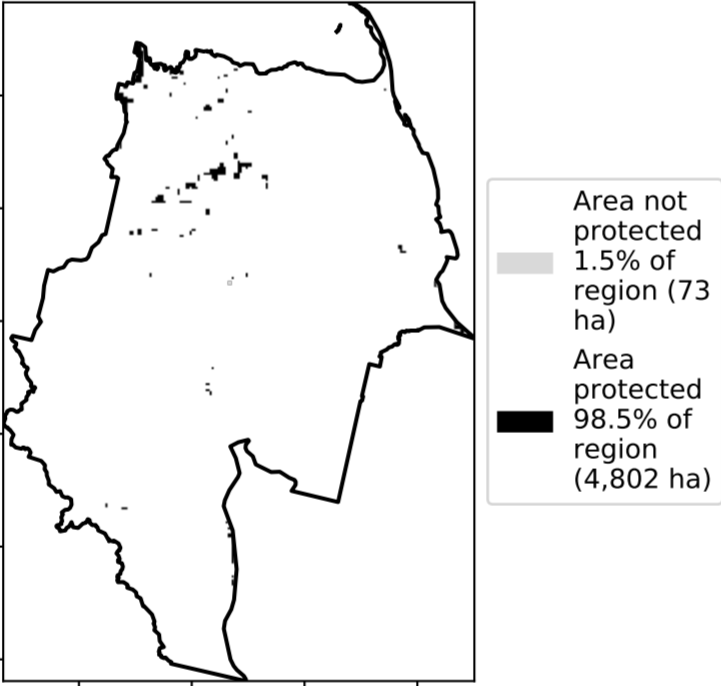 Area not
protected
1.5% of
region (73
ha)
Area
protected
98.5% of
region
(4,802 ha)